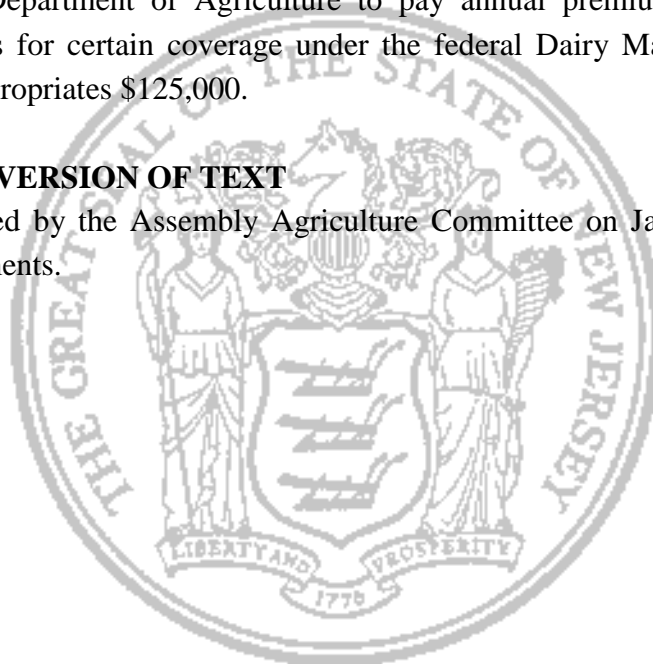 Department of Agriculture to pay annual premiu
s for certain coverage under the federal Dairy Ma
ropriates $125,000.
VERSION OF TEXT
ed by the Assembly Agriculture Committee on Ja
nents.
THE GREAT SEAL OF THE STATE OF NEW JERSEY
LIBERTY AND PROSPERITY
1776